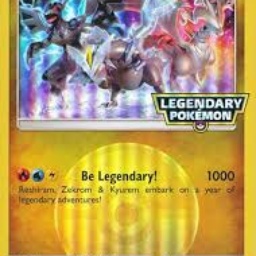 LEGENDARY
POKÉMON
Be Legendary! 1000
Reshiram, Zekrom & Kyurem embark on a year of
legendary adventures!